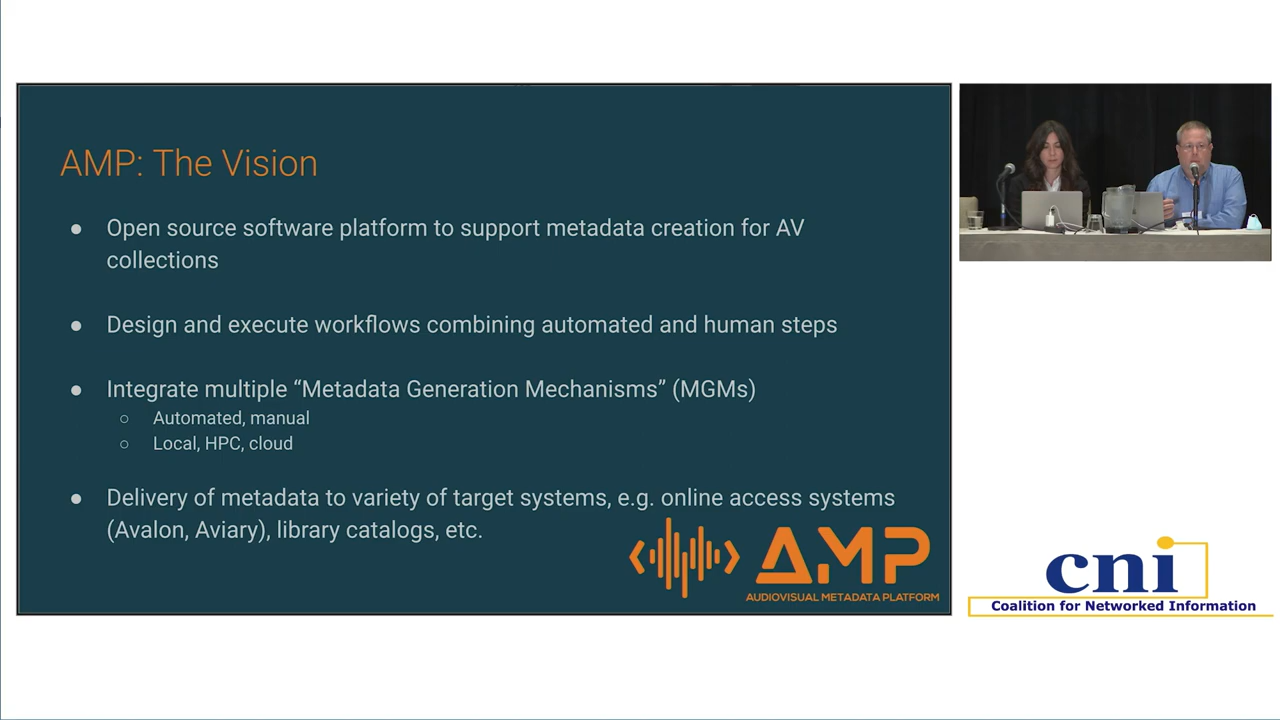 AMP: The Vision
● Open source software platform to support metadata creation for AV
collections
● Design and execute workflows combining automated and human steps
● Integrate multiple “Metadata Generation Mechanisms” (MGMs)
○ Automated, manual
○ Local, HPC, cloud
● Delivery of metadata to variety of target systems, e.g. online access systems
(Avalon, Aviary), library catalogs, etc.
AMP
AUDIOVISUAL METADATA PLATFORM
cni
Coalition for Networked Information